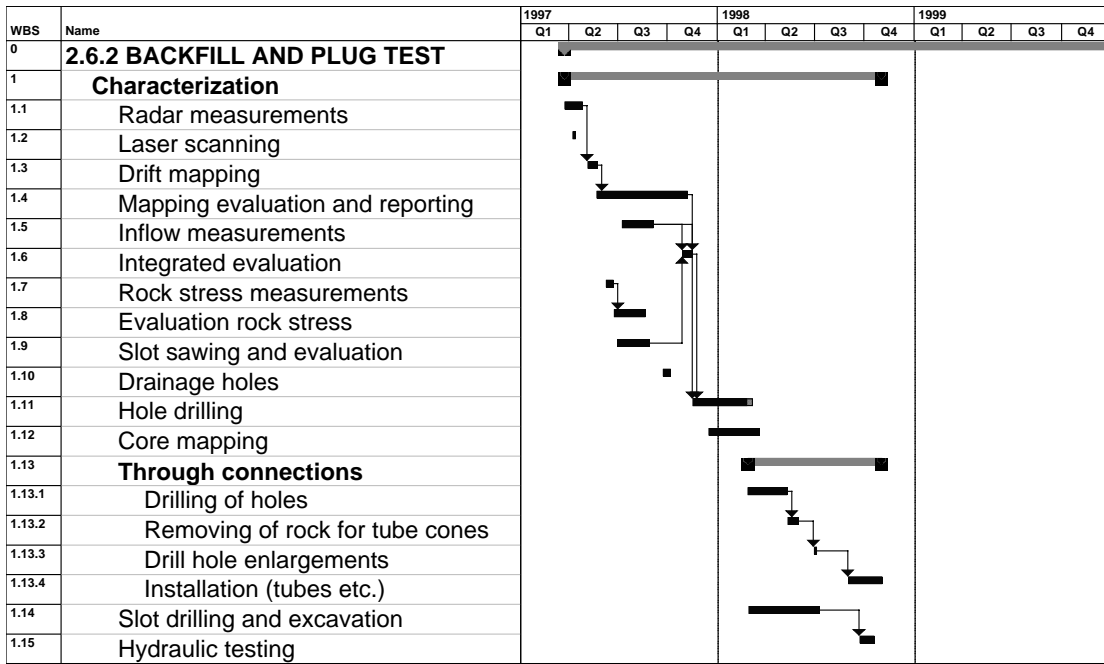 1997 1998 1999
WBS Name Q1 Q2 Q3 Q4 Q1 Q2 Q3 Q4 Q1 Q2 Q3 Q4
0 2.6.2 BACKFILL AND PLUG TEST
1 Characterization
1.1 Radar measurements
1.2 Laser scanning
1.3 Drift mapping
1.4 Mapping evaluation and reporting
1.5 Inflow measurements
1.6 Integrated evaluation
1.7 Rock stress measurements
1.8 Evaluation rock stress
1.9 Slot sawing and evaluation
1.10 Drainage holes
1.11 Hole drilling
1.12 Core mapping
1.13 Through connections
1.13.1 Drilling of holes
1.13.2 Removing of rock for tube cones
1.13.3 Drill hole enlargements
1.13.4 Installation (tubes etc.)
1.14 Slot drilling and excavation
1.15 Hydraulic testing